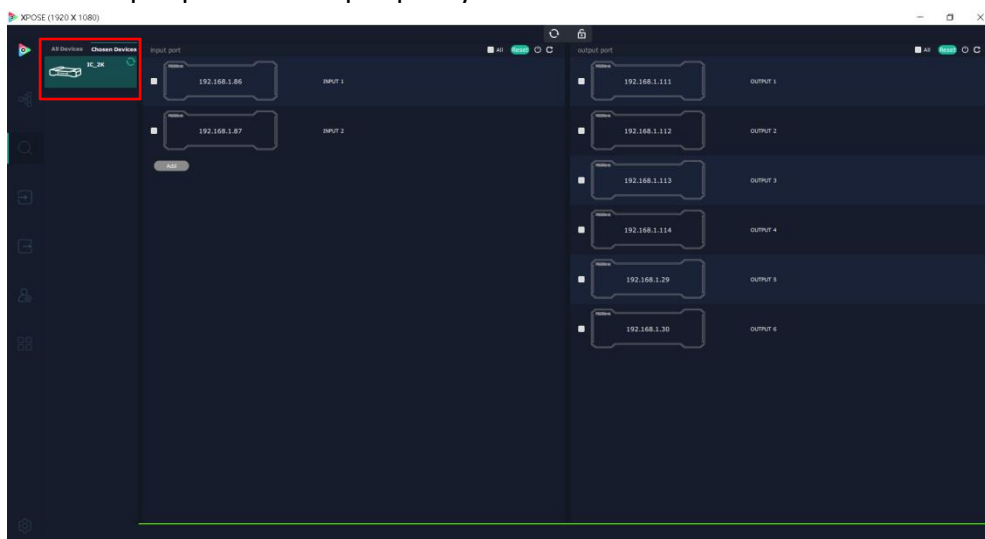 XPOSE (1920 X 1080)
All Devices Chosen Devices
IC_2K
input port
All Reset
192.168.1.86 INPUT 1
192.168.1.87 INPUT 2
Add
output port
All Reset
192.168.1.111 OUTPUT 1
192.168.1.112 OUTPUT 2
192.168.1.113 OUTPUT 3
192.168.1.114 OUTPUT 4
192.168.1.29 OUTPUT 5
192.168.1.30 OUTPUT 6